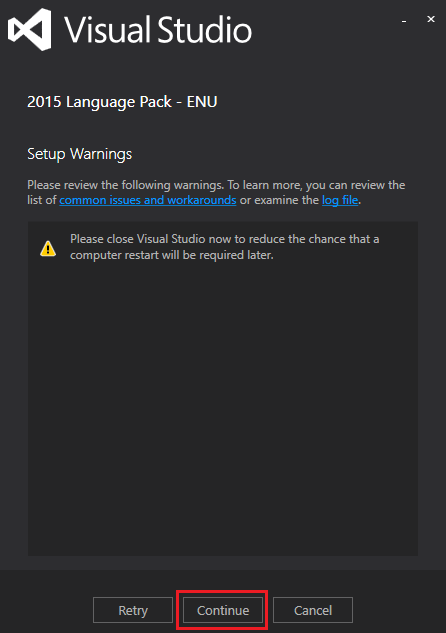 Visual Studio
2015 Language Pack - ENU
Setup Warnings
Please review the following warnings. To learn more, you can review the
list of common issues and workarounds or examine the log file.
Please close Visual Studio now to reduce the chance that a
computer restart will be required later.
Retry Continue Cancel